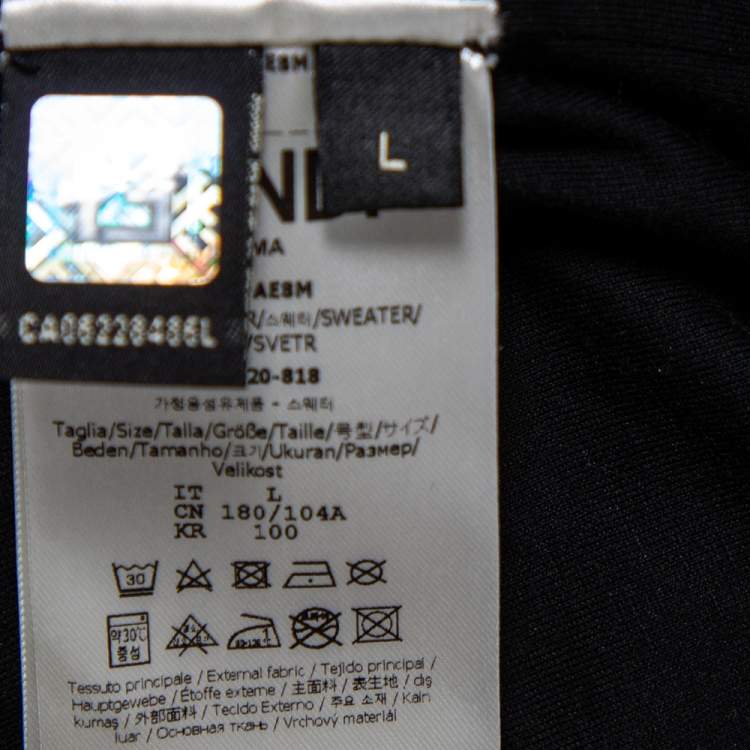 E8M
L
ND
MA
AE8M
R/스웨터/SWEATER/
/SVETR
CA06228486L
20-818
가정용섬유제품 - 스웨터
Taglia/Size/Talla/Größe/Taille/号型/サイズ/
Beden/Tamanho/크기/Ukuran/Размер/
Velikost
IT L
CN 180/104A
KR 100
30
약30℃
중성
1
Tessuto principale / External fabric / Tejido principal /
Hauptgewebe / Étoffe externe / 主面料 / 表生地 / dış
kumaş / 外部面料 / Tecido Externo / 주요 소재 / Kain
luar / Основная ткань / Vrchový materiál